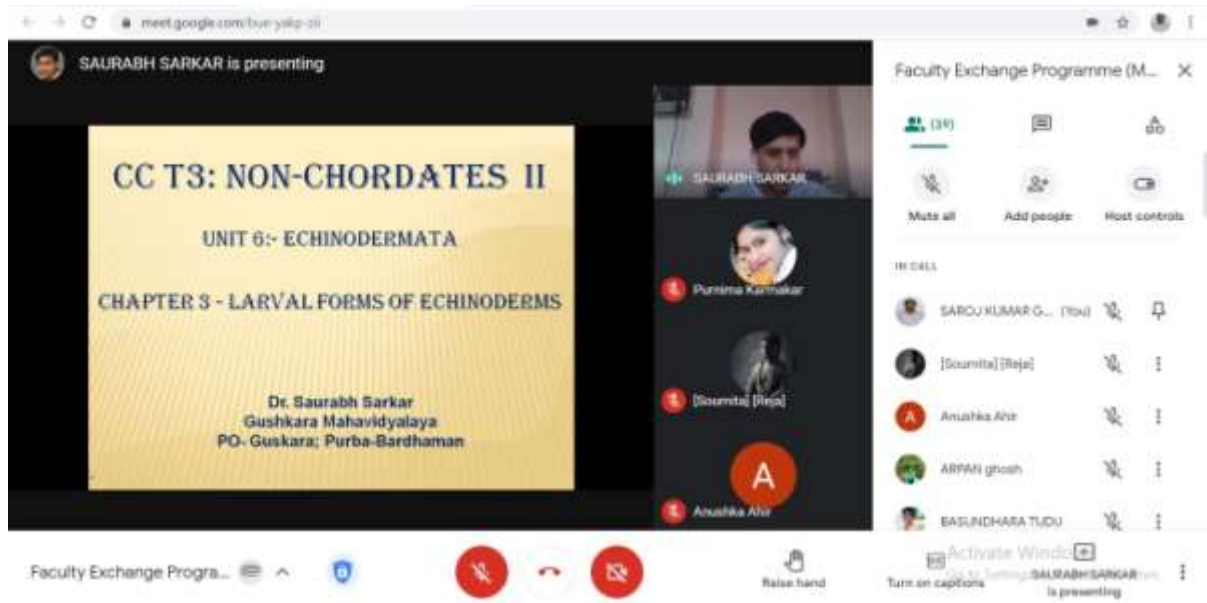 meet.google.com/bue-yakp-zii
SAURABH SARKAR is presenting
CC T3: NON-CHORDATES II
UNIT 6:- ECHINODERMATA
CHAPTER 3 - LARVAL FORMS OF ECHINODERMS
Dr. Saurabh Sarkar
Gushkara Mahavidyalaya
PO- Guskara; Purba-Bardhaman
SAURABH SARKAR
Purnima Karmakar
[Soumita] [Reja]
A
Anushka Ahir
Faculty Exchange Programme (M...
(39)
Mute all
Add people
Host controls
IN CALL
SAROJ KUMAR G... (You)
[Soumita] [Reja]
A
Anushka Ahir
ARPAN ghosh
BASUNDHARA TUDU
Faculty Exchange Progra...
Raise hand
Turn on captions
Activate Windo
SAURABH SARKAR
is presenting